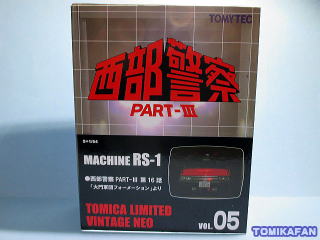 TOMYTEC
西部警察
PART-III
S=1/64
MACHINE RS-1
●西部警察 PART-III 第16話
「大門軍団フォーメーション」より
TOMICA LIMITED
VINTAGE NEO
VOL.05
TOMIKAFAN